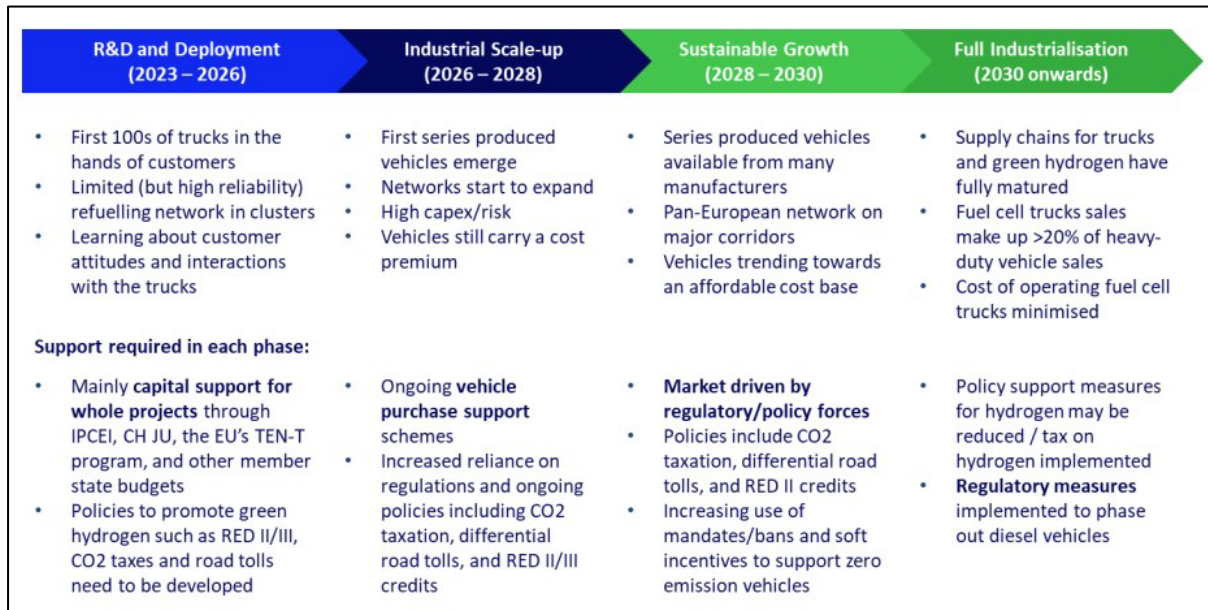 R&D and Deployment
(2023 – 2026)
Industrial Scale-up
(2026 – 2028)
Sustainable Growth
(2028 – 2030)
Full Industrialisation
(2030 onwards)
• First 100s of trucks in the
hands of customers
• Limited (but high reliability)
refuelling network in clusters
• Learning about customer
attitudes and interactions
with the trucks
• First series produced
vehicles emerge
• Networks start to expand
• High capex/risk
• Vehicles still carry a cost
premium
• Series produced vehicles
available from many
manufacturers
• Pan-European network on
major corridors
• Vehicles trending towards
an affordable cost base
• Supply chains for trucks
and green hydrogen have
fully matured
• Fuel cell trucks sales
make up >20% of heavy-
duty vehicle sales
• Cost of operating fuel cell
trucks minimised
Support required in each phase:
• Mainly capital support for
whole projects through
IPCEI, CH JU, the EU's TEN-T
program, and other member
state budgets
• Policies to promote green
hydrogen such as RED II/III,
CO2 taxes and road tolls
need to be developed
• Ongoing vehicle
purchase support
schemes
• Increased reliance on
regulations and ongoing
policies including CO2
taxation, differential
road tolls, and RED II/III
credits
• Market driven by
regulatory/policy forces
• Policies include CO2
taxation, differential road
tolls, and RED II credits
• Increasing use of
mandates/bans and soft
incentives to support zero
emission vehicles
• Policy support measures
for hydrogen may be
reduced / tax on
hydrogen implemented
• Regulatory measures
implemented to phase
out diesel vehicles